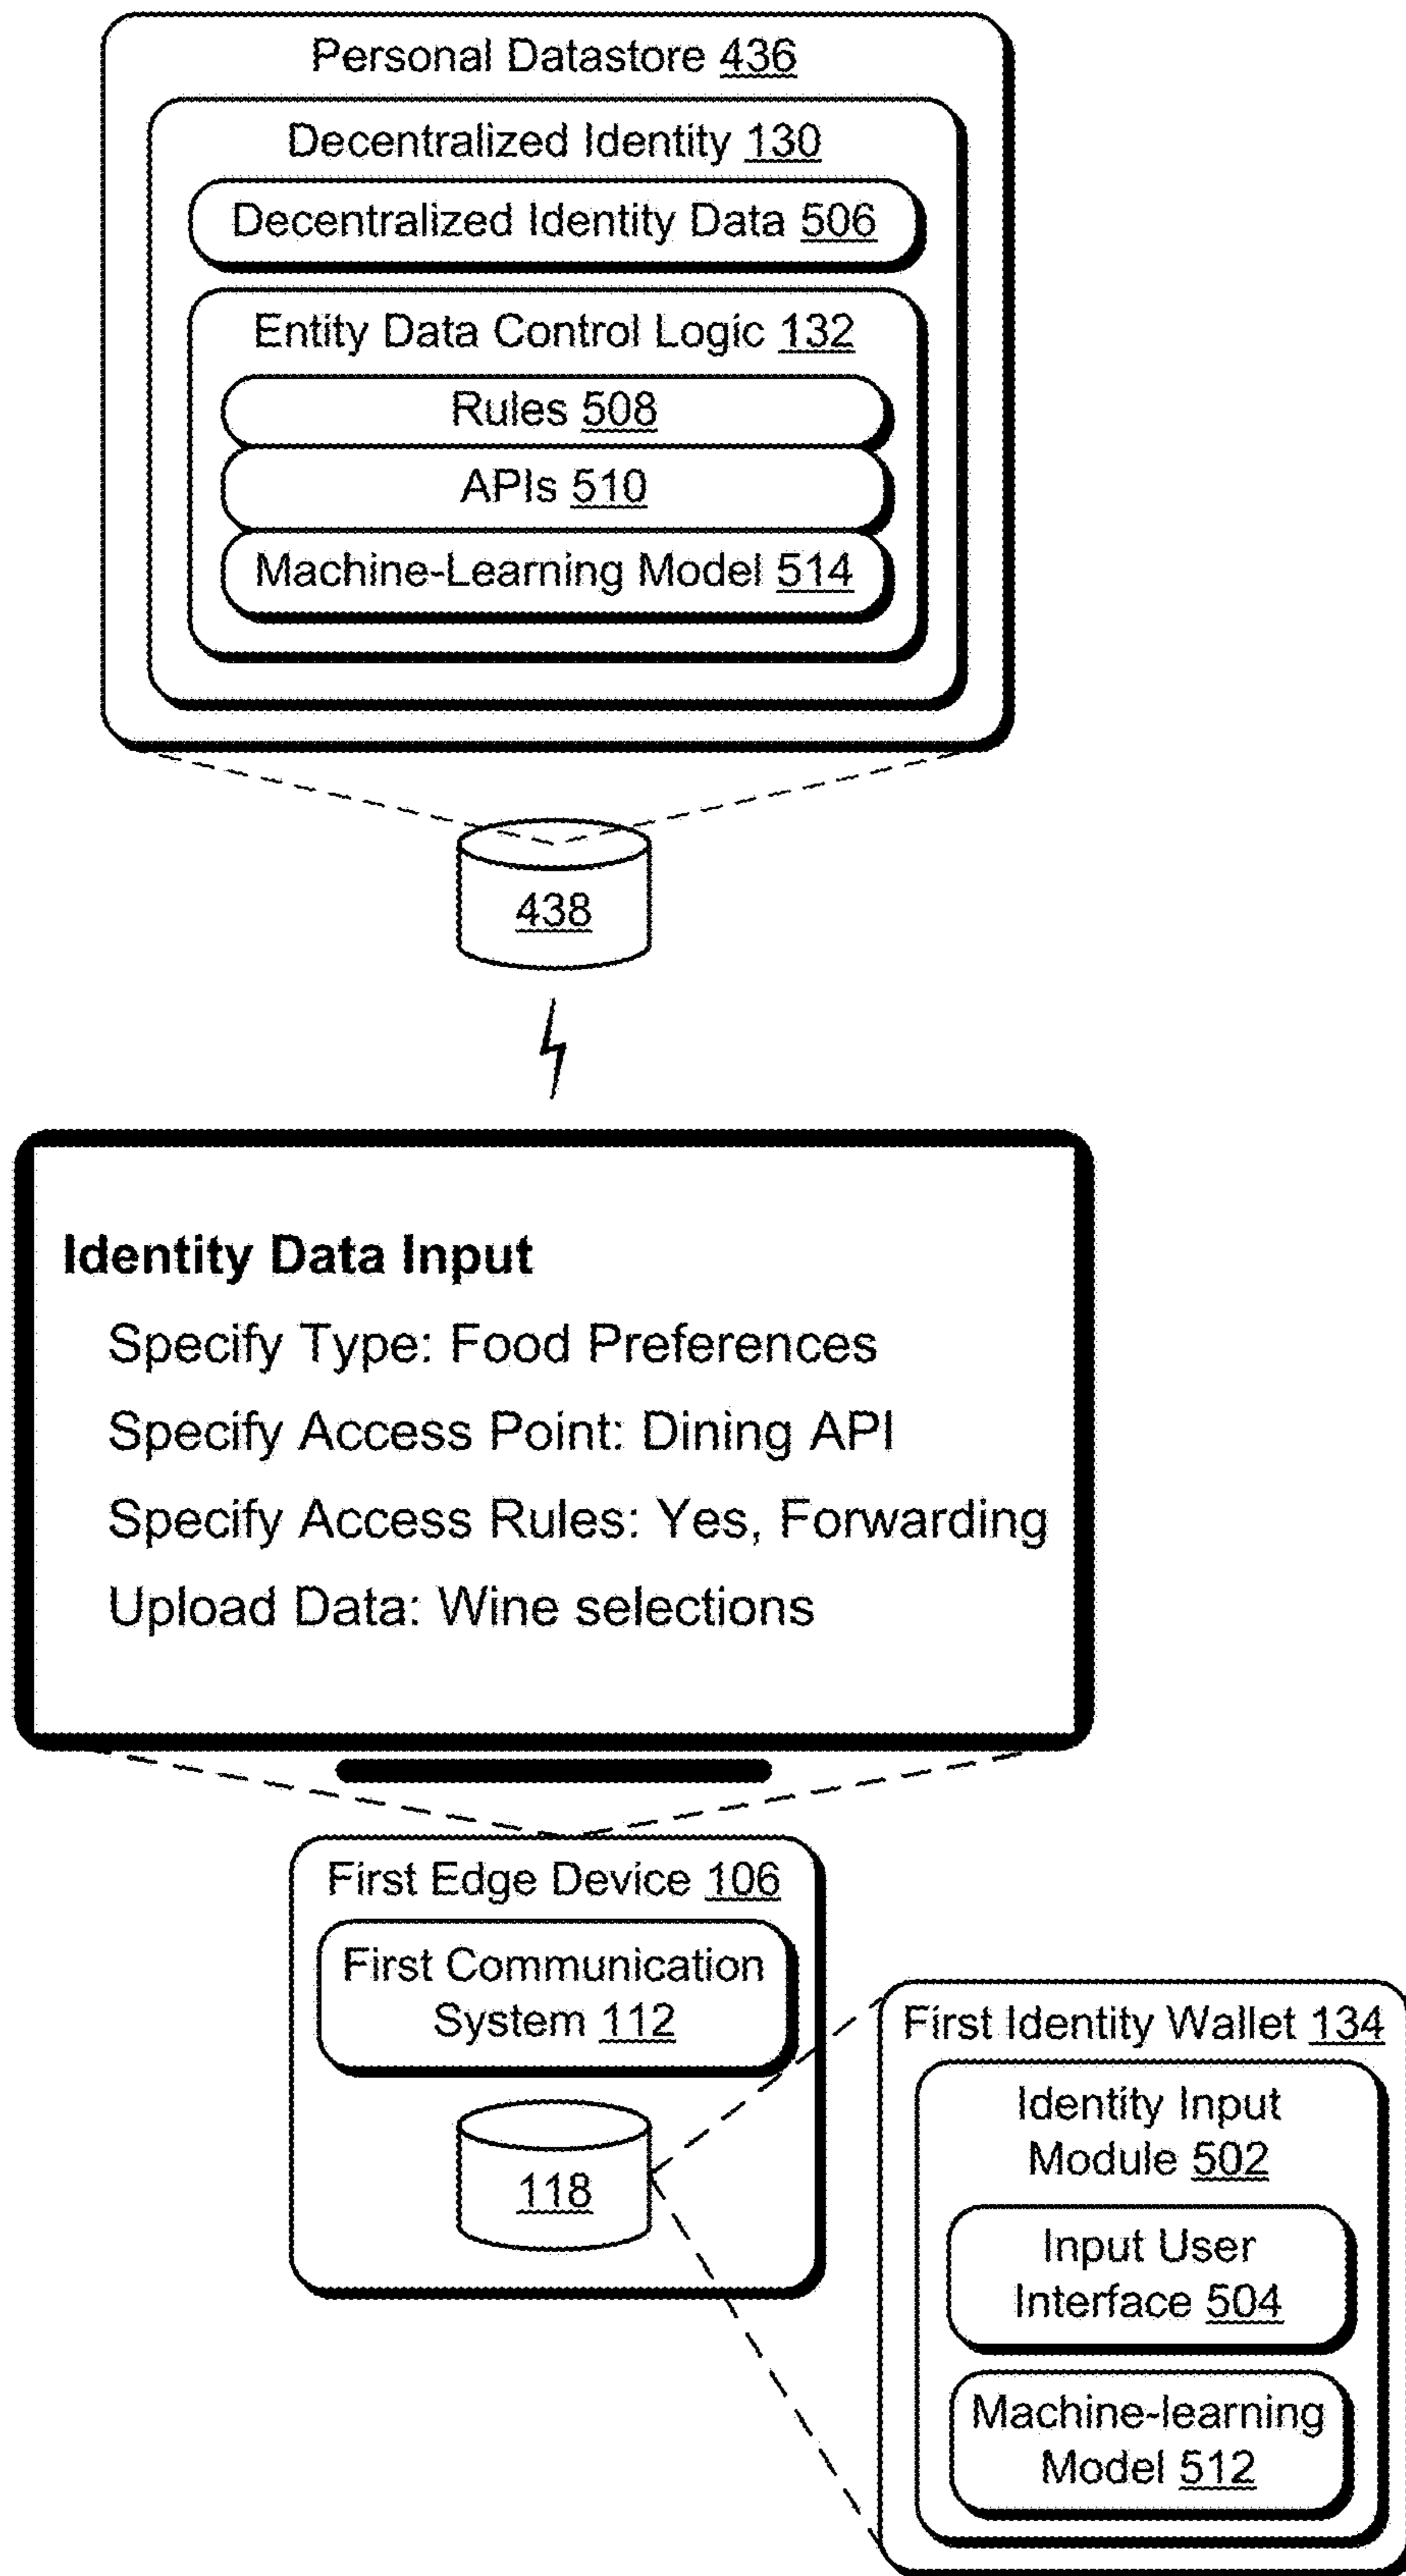 Personal Datastore 436
Decentralized Identity 130
Decentralized Identity Data 506
Entity Data Control Logic 132
Rules 508
APIs 510
Machine-Learning Model 514
438
Identity Data Input
Specify Type: Food Preferences
Specify Access Point: Dining API
Specify Access Rules: Yes, Forwarding
Upload Data: Wine selections
First Edge Device 106
First Communication
System 112
118
First Identity Wallet 134
Identity Input
Module 502
Input User
Interface 504
Machine-learning
Model 512